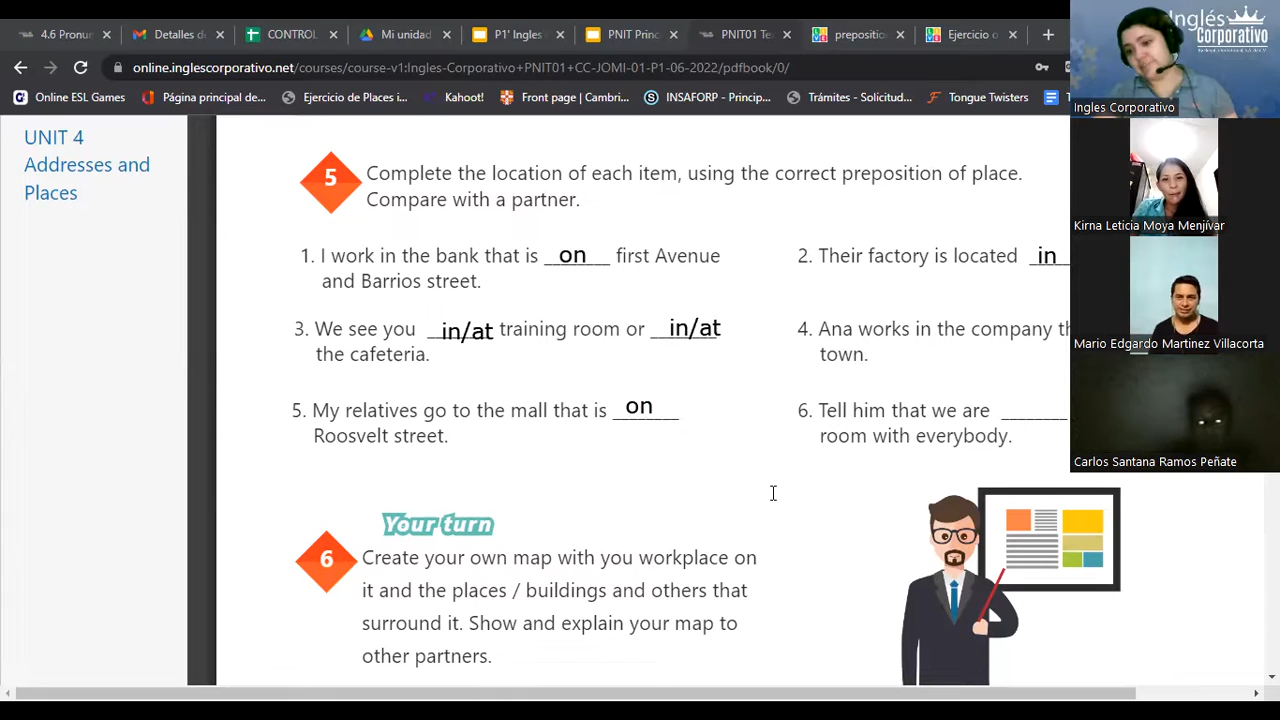 4.6 Pronun
Detalles d
CONTROL
Mi unidad
P1' Ingles
PNIT Princ
PNIT01 Te
prepositio
Ejercicio o
online.inglescorporativo.net/courses/course-v1:Ingles-Corporativo+PNIT01+CC-JOMI-01-P1-06-2022/pdfbook/0/
Online ESL Games
Página principal de...
Ejercicio de Places i...
Kahoot!
Front page | Cambri...
INSAFORP - Princip...
Trámites - Solicitud...
Tongue Twisters
Inglés
Corporativo
Ingles Corporativo
Kirna Leticia Moya Menjívar
Mario Edgardo Martinez Villacorta
Carlos Santana Ramos Peñate
UNIT 4
Addresses and
Places
5 Complete the location of each item, using the correct preposition of place.
Compare with a partner.
1. I work in the bank that is on first Avenue
and Barrios street.
2. Their factory is located in
3. We see you in/at training room or in/at
the cafeteria.
4. Ana works in the company th
town.
5. My relatives go to the mall that is on
Roosvelt street.
6. Tell him that we are ________
room with everybody.
Your turn
6 Create your own map with you workplace on
it and the places / buildings and others that
surround it. Show and explain your map to
other partners.